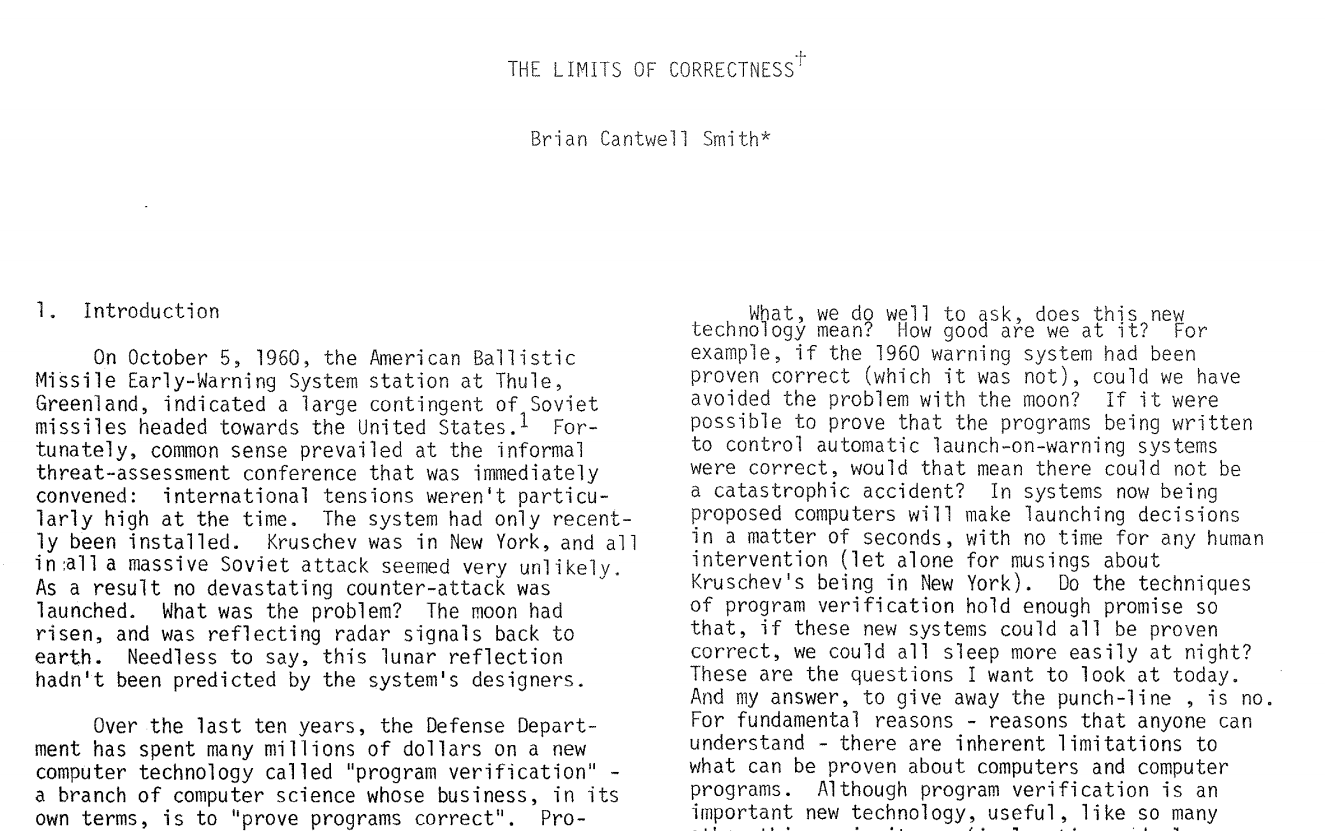 THE LIMITS OF CORRECTNESS†
Brian Cantwell Smith*
1. Introduction
On October 5, 1960, the American Ballistic
Missile Early-Warning System station at Thule,
Greenland, indicated a large contingent of Soviet
missiles headed towards the United States.1 For-
tunately, common sense prevailed at the informal
threat-assessment conference that was immediately
convened: international tensions weren't particu-
larly high at the time. The system had only recent-
ly been installed. Kruschev was in New York, and all
in all a massive Soviet attack seemed very unlikely.
As a result no devastating counter-attack was
launched. What was the problem? The moon had
risen, and was reflecting radar signals back to
earth. Needless to say, this lunar reflection
hadn't been predicted by the system's designers.
Over the last ten years, the Defense Depart-
ment has spent many millions of dollars on a new
computer technology called "program verification" -
a branch of computer science whose business, in its
own terms, is to "prove programs correct". Pro-
What, we do well to ask, does this new
technology mean? How good are we at it? For
example, if the 1960 warning system had been
proven correct (which it was not), could we have
avoided the problem with the moon? If it were
possible to prove that the programs being written
to control automatic launch-on-warning systems
were correct, would that mean there could not be
a catastrophic accident? In systems now being
proposed computers will make launching decisions
in a matter of seconds, with no time for any human
intervention (let alone for musings about
Kruschev's being in New York). Do the techniques
of program verification hold enough promise so
that, if these new systems could all be proven
correct, we could all sleep more easily at night?
These are the questions I want to look at today.
And my answer, to give away the punch-line , is no.
For fundamental reasons - reasons that anyone can
understand - there are inherent limitations to
what can be proven about computers and computer
programs. Although program verification is an
important new technology, useful, like so many